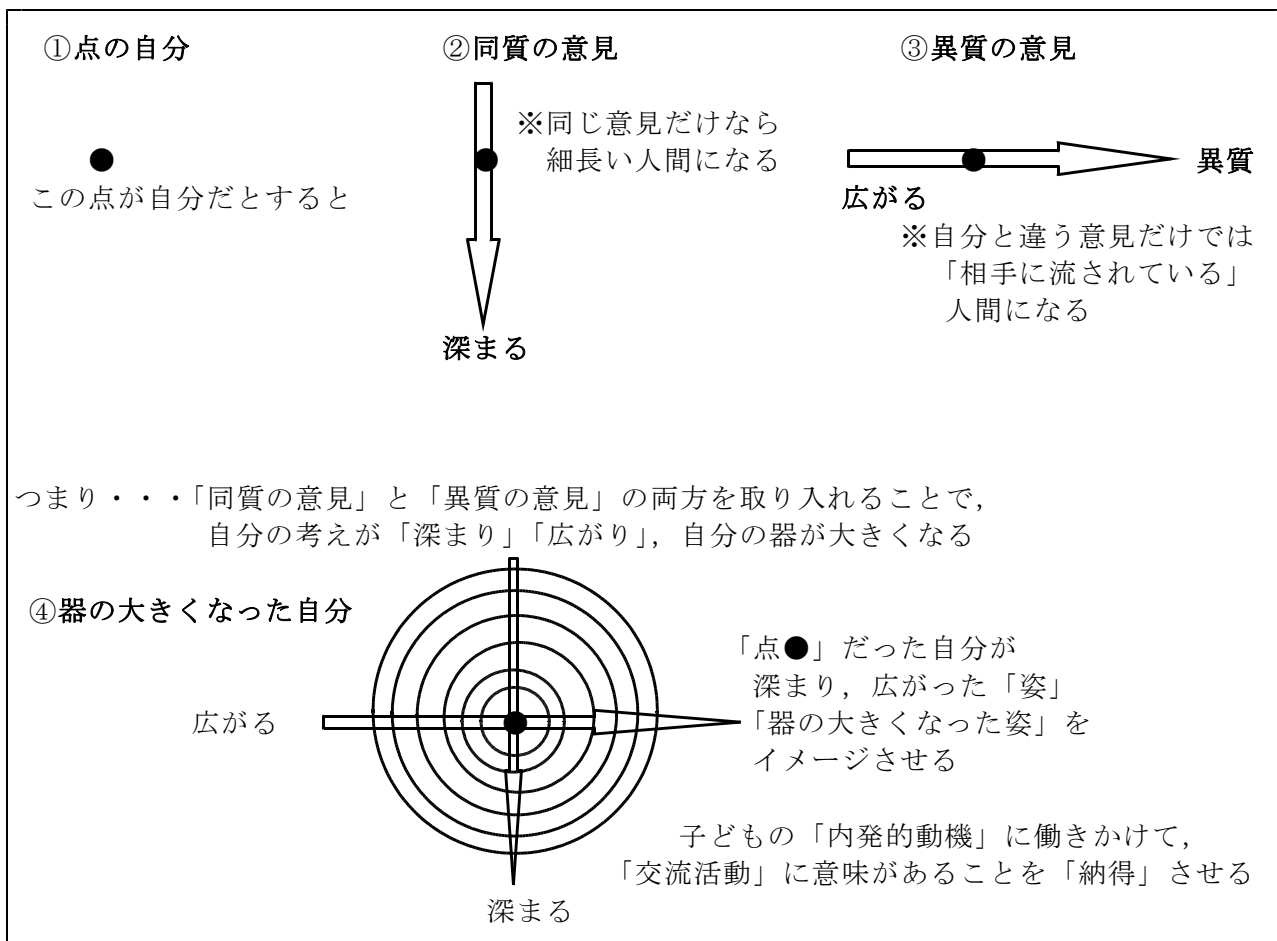 ①点の自分
この点が自分だとすると
②同質の意見
※同じ意見だけなら
細長い人間になる
深まる
③異質の意見
異質
広がる
※自分と違う意見だけでは
「相手に流されている」
人間になる
つまり・・・「同質の意見」と「異質の意見」の両方を取り入れることで，
自分の考えが「深まり」「広がり」，自分の器が大きくなる
④器の大きくなった自分
広がる
深まる
「点●」だった自分が
深まり，広がった「姿」
「器の大きくなった姿」を
イメージさせる
子どもの「内発的動機」に働きかけて，
「交流活動」に意味があることを「納得」させる